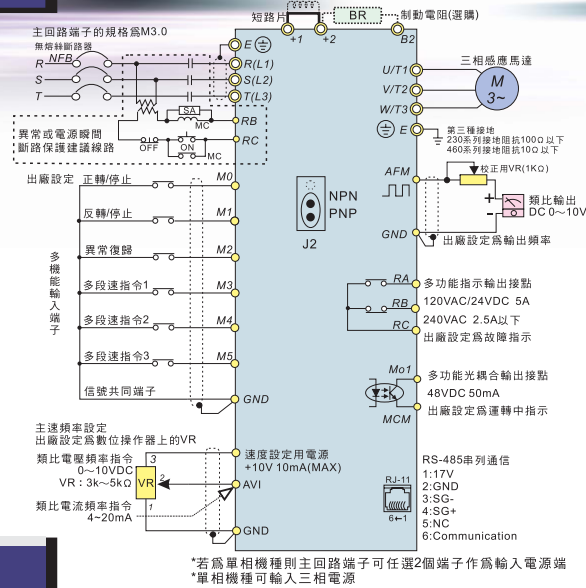 主回路端子的規格為M3.0
無熔絲斷路器
NFB
R
S
T
短路片
+1
+2
BR
制動電阻(選購)
B2
E
R(L1)
S(L2)
T(L3)
SA
MC
RB
RC
OFF
ON
MC
異常或電源瞬間
斷路保護建議線路
U/T1
V/T2
W/T3
三相感應馬達
M
3~
E
第三種接地
230系列接地阻抗100Ω以下
460系列接地阻抗10Ω以下
出廠設定
正轉/停止
M0
反轉/停止
M1
異常復歸
M2
多段速指令1
M3
多段速指令2
M4
多段速指令3
M5
信號共同端子
GND
多機能輸入端子
NPN
PNP
J2
AFM
校正用VR(1KΩ)
+
-
類比輸出
DC 0~10V
GND
出廠設定為輸出頻率
RA
RB
RC
多功能指示輸出接點
120VAC/24VDC 5A
240VAC 2.5A以下
出廠設定為故障指示
Mo1
MCM
多功能光耦合輸出接點
48VDC 50mA
出廠設定為運轉中指示
主速頻率設定
出廠設定為數位操作器上的VR
類比電壓頻率指令
0~10VDC
VR:3k~5kΩ
類比電流頻率指令
4~20mA
3
VR
2
1
速度設定用電源
+10V 10mA(MAX)
AVI
GND
RJ-11
6←1
RS-485串列通信
1:17V
2:GND
3:SG-
4:SG+
5:NC
6:Communication
*若為單相機種則主回路端子可任選2個端子作為輸入電源端
*單相機種可輸入三相電源